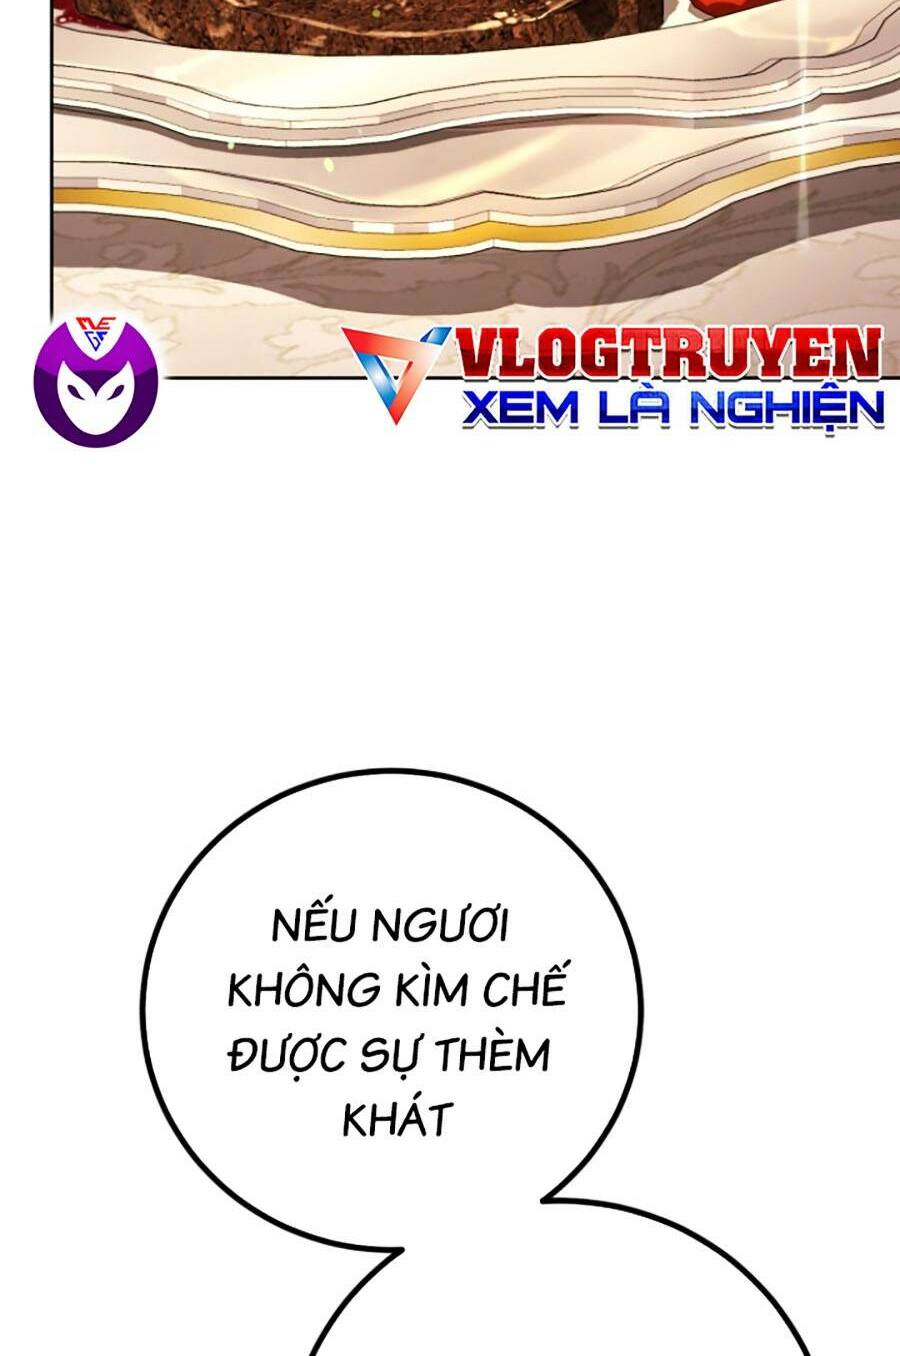 VLOGTRUYEN
XEM LÀ NGHIỆN
NẾU NGƯƠI
KHÔNG KÌM CHẾ
ĐƯỢC SỰ THÈM
KHÁT